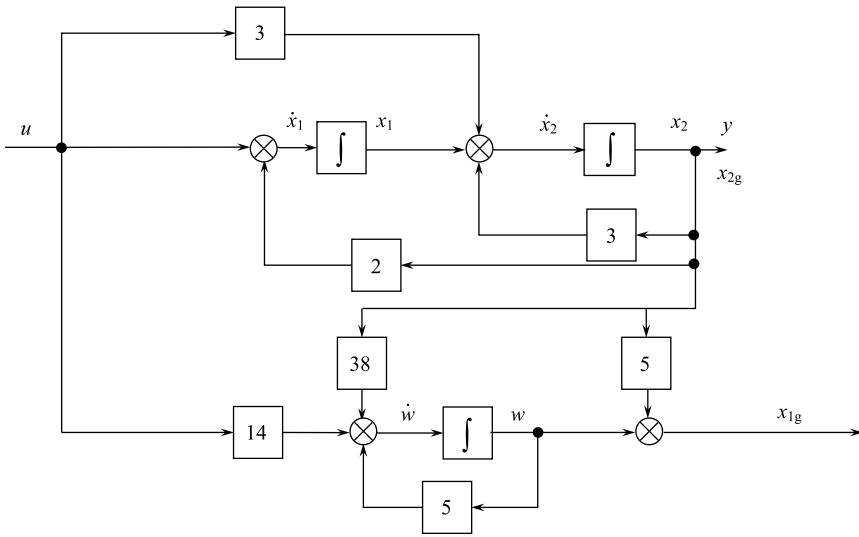 3
u
ẋ₁
∫
x₁
ẋ₂
∫
x₂
y
x₂g
3
2
38
5
14
ẇ
∫
w
x₁g
5